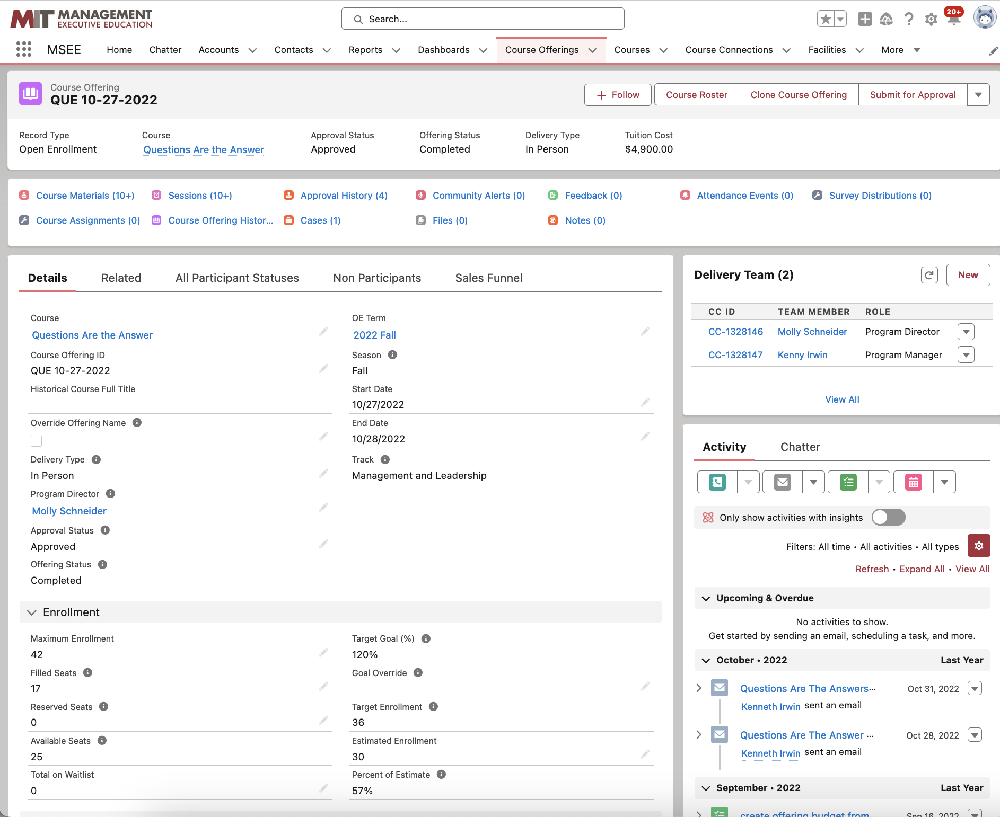 MIT MANAGEMENT
EXECUTIVE EDUCATION
Search...
20+
MSEE Home Chatter Accounts Contacts Reports Dashboards Course Offerings Courses Course Connections Facilities More
Course Offering
QUE 10-27-2022
Follow Course Roster Clone Course Offering Submit for Approval
Record Type Course Approval Status Offering Status Delivery Type Tuition Cost
Open Enrollment Questions Are the Answer Approved Completed In Person $4,900.00
Course Materials (10+) Sessions (10+) Approval History (4) Community Alerts (0) Feedback (0) Attendance Events (0) Survey Distributions (0)
Course Assignments (0) Course Offering Histor... Cases (1) Files (0) Notes (0)
Details Related All Participant Statuses Non Participants Sales Funnel
Course
Questions Are the Answer
Course Offering ID
QUE 10-27-2022
Historical Course Full Title
Override Offering Name
Delivery Type
In Person
Program Director
Molly Schneider
Approval Status
Approved
Offering Status
Completed
OE Term
2022 Fall
Season
Fall
Start Date
10/27/2022
End Date
10/28/2022
Track
Management and Leadership
Enrollment
Maximum Enrollment
42
Filled Seats
17
Reserved Seats
0
Available Seats
25
Total on Waitlist
0
Target Goal (%)
120%
Goal Override
Target Enrollment
36
Estimated Enrollment
30
Percent of Estimate
57%
Delivery Team (2)
New
CC ID TEAM MEMBER ROLE
CC-1328146 Molly Schneider Program Director
CC-1328147 Kenny Irwin Program Manager
View All
Activity Chatter
Only show activities with insights
Filters: All time • All activities • All types
Refresh • Expand All • View All
Upcoming & Overdue
No activities to show.
Get started by sending an email, scheduling a task, and more.
October • 2022 Last Year
Questions Are The Answers... Oct 31, 2022
Kenneth Irwin sent an email
Questions Are The Answer ... Oct 28, 2022
Kenneth Irwin sent an email
September • 2022 Last Year
create offering budget from... Sep 16, 2022